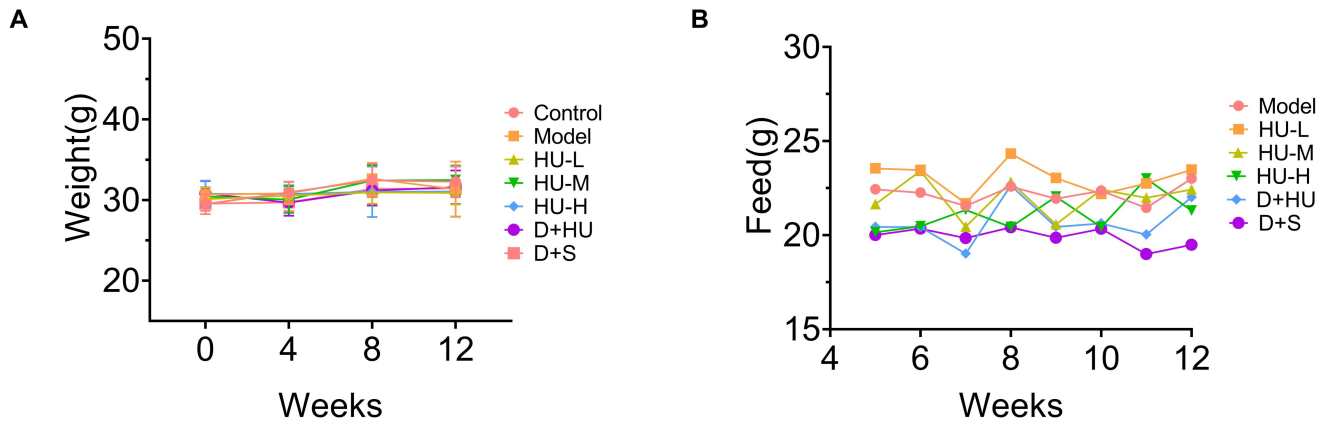 A
Weight(g)
50
40
30
20
0 4 8 12
Weeks
Control
Model
HU-L
HU-M
HU-H
D+HU
D+S
B
Feed(g)
30
25
20
15
4 6 8 10 12
Weeks
Model
HU-L
HU-M
HU-H
D+HU
D+S